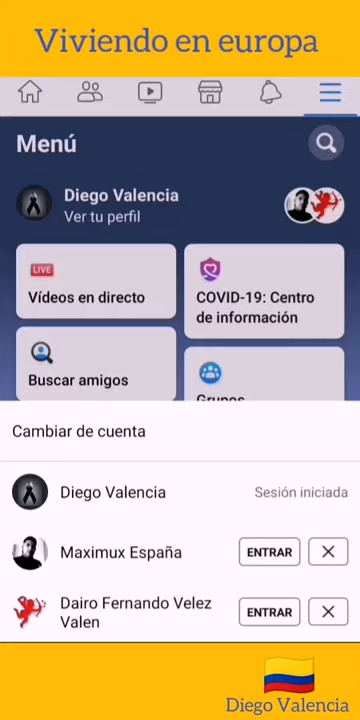 Viviendo en europa
Menú
Diego Valencia
Ver tu perfil
LIVE
Vídeos en directo
COVID-19: Centro
de información
Buscar amigos
Grupos
Cambiar de cuenta
Diego Valencia
Sesión iniciada
Maximux España
ENTRAR
Dairo Fernando Velez
Valen
ENTRAR
Diego Valencia